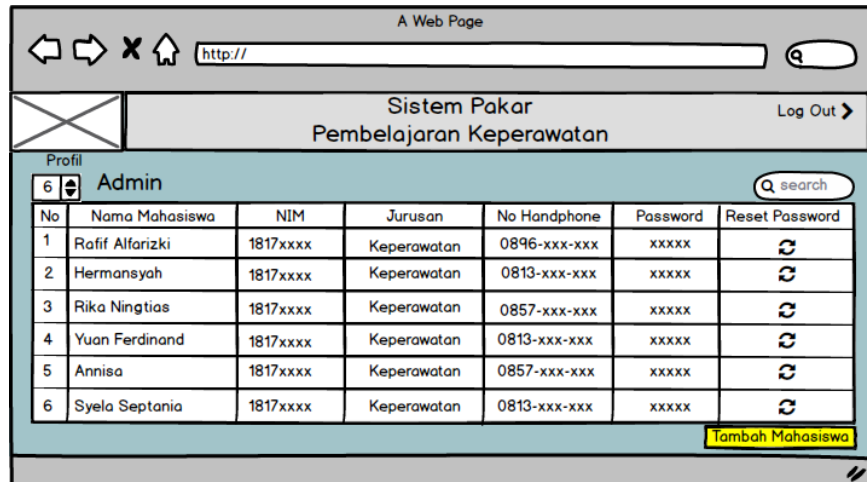 A Web Page
http://
Sistem Pakar
Pembelajaran Keperawatan
Log Out
Profil
6 Admin search
No Nama Mahasiswa NIM Jurusan No Handphone Password Reset Password
1 Rafif Alfarizki 1817xxxx Keperawatan 0896-xxx-xxx xxxxx
2 Hermansyah 1817xxxx Keperawatan 0813-xxx-xxx xxxxx
3 Rika Ningtias 1817xxxx Keperawatan 0857-xxx-xxx xxxxx
4 Yuan Ferdinand 1817xxxx Keperawatan 0813-xxx-xxx xxxxx
5 Annisa 1817xxxx Keperawatan 0857-xxx-xxx xxxxx
6 Syela Septania 1817xxxx Keperawatan 0813-xxx-xxx xxxxx
Tambah Mahasiswa